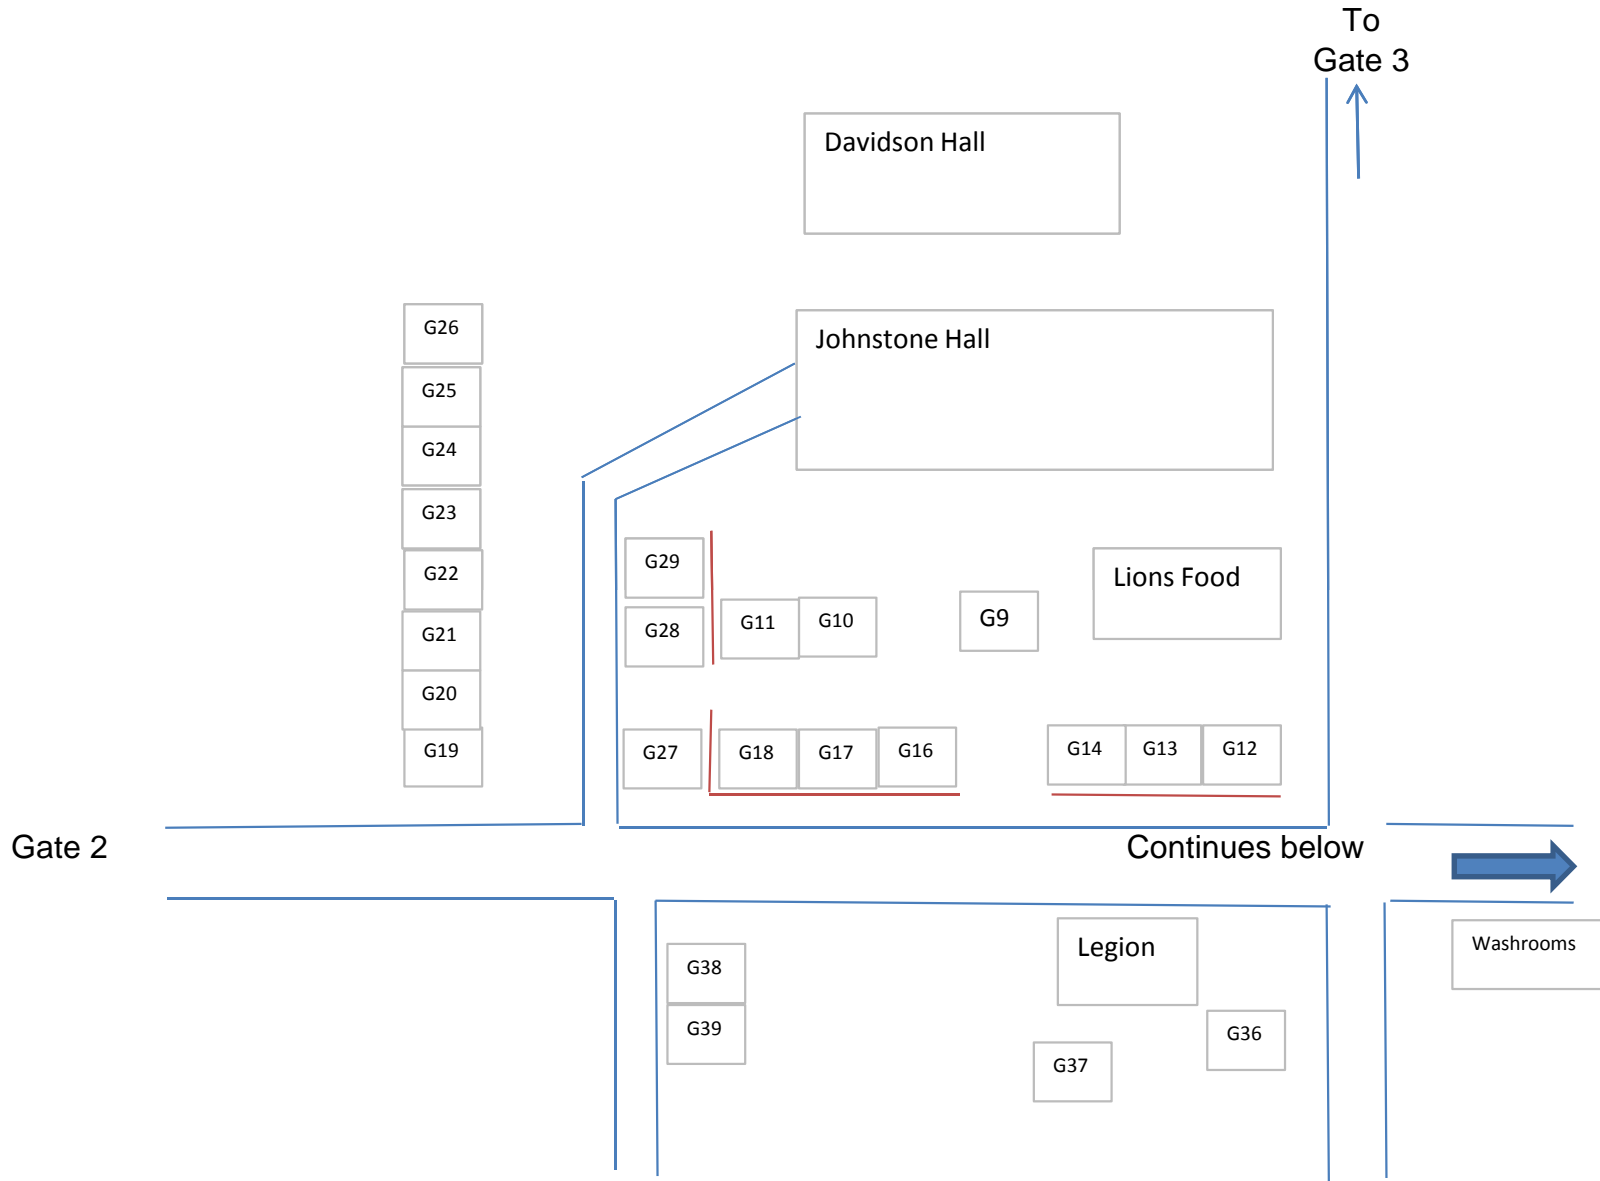 To
Gate 3
Davidson Hall
G26
Johnstone Hall
G25
G24
G23
G29
G22
Lions Food
G28
G11
G10
G9
G21
G20
G19
G27
G18
G17
G16
G14
G13
G12
Gate 2
Continues below
Legion
Washrooms
G38
G39
G36
G37